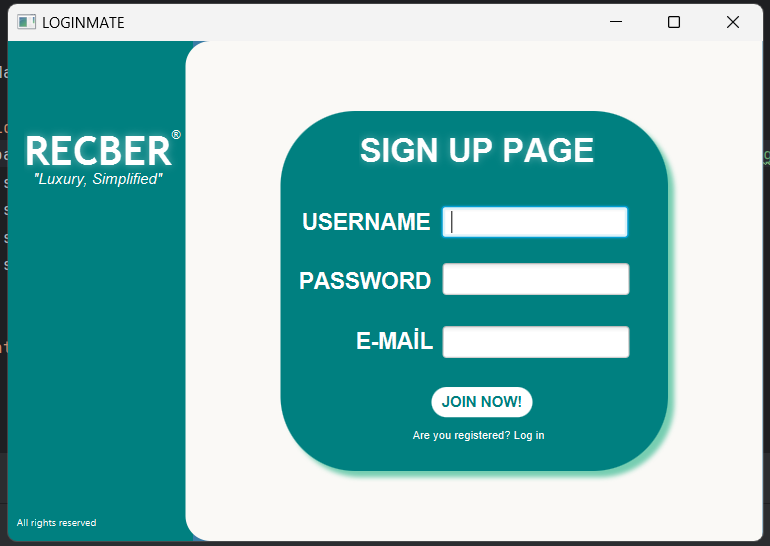 LOGINMATE
RECBER®
"Luxury, Simplified"
SIGN UP PAGE
USERNAME
PASSWORD
E-MAİL
JOIN NOW!
Are you registered? Log in
All rights reserved